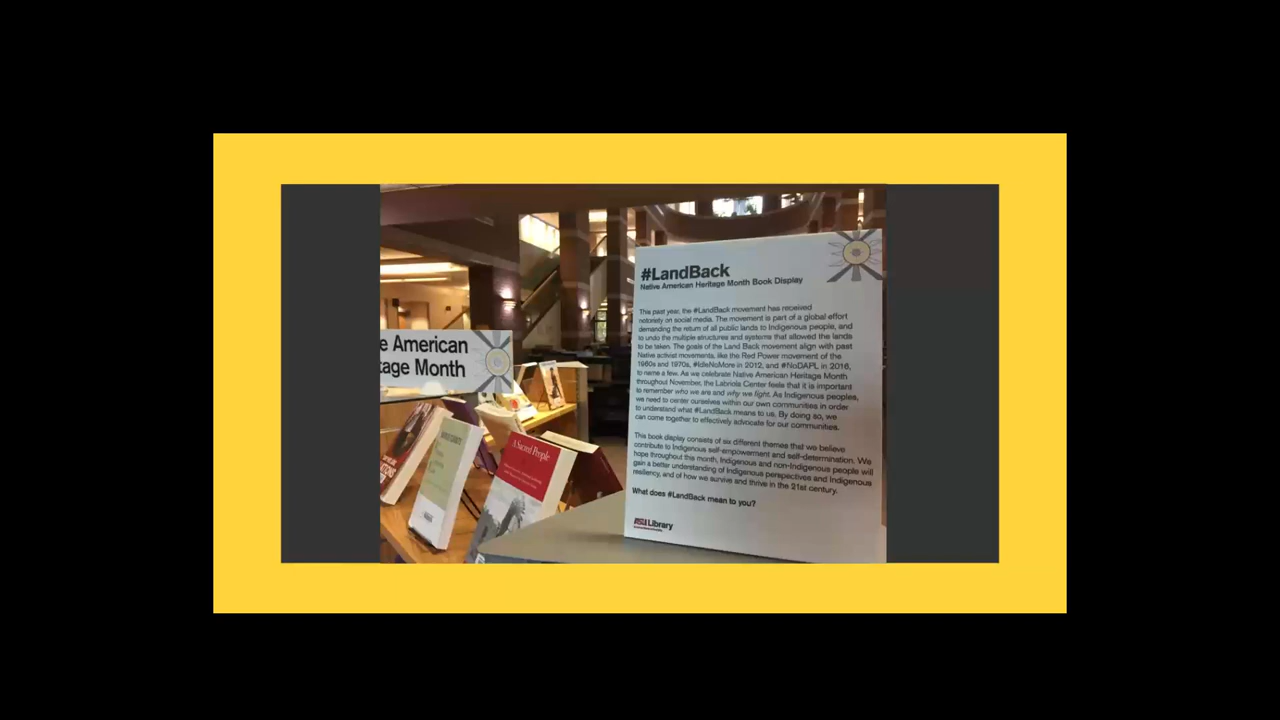 #LandBack
Native American Heritage Month Book Display
This past year, the #LandBack movement has received
notoriety on social media. The movement is part of a global effort
demanding the return of all public lands to Indigenous people, and
to undo the multiple structures and systems that allowed the lands
to be taken. The goals of the Land Back movement align with past
Native activist movements, like the Red Power movement of the
1960s and 1970s, #IdleNoMore in 2012, and #NoDAPL in 2016,
to name a few. As we celebrate Native American Heritage Month
throughout November, the Labriola Center feels that it is important
to remember who we are and why we fight. As Indigenous peoples,
we need to center ourselves within our own communities in order
to understand what #LandBack means to us. By doing so, we
can come together to effectively advocate for our communities.
This book display consists of six different themes that we believe
contribute to Indigenous self-empowerment and self-determination. We
hope throughout this month, Indigenous and non-Indigenous people will
gain a better understanding of Indigenous perspectives and Indigenous
resiliency, and of how we survive and thrive in the 21st century.
What does #LandBack mean to you?
ASU Library
e American
tage Month
A Sacred People